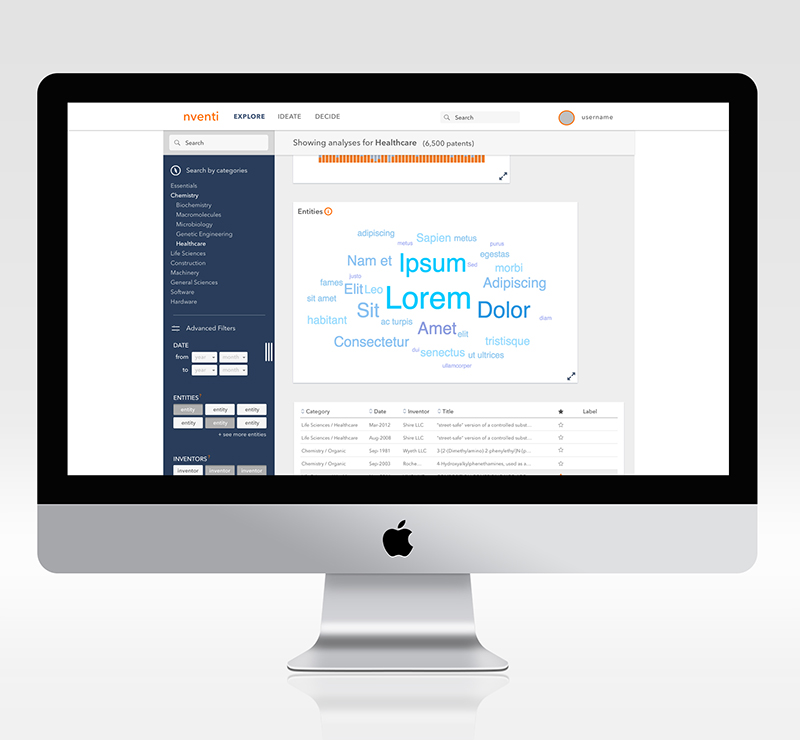 nventi EXPLORE IDEATE DECIDE Search username
Search
Showing analyses for Healthcare (6,500 patents)
Search by categories
Essentials
Chemistry
Biochemistry
Macromolecules
Microbiology
Genetic Engineering
Healthcare
Life Sciences
Construction
Machinery
General Sciences
Software
Hardware
Advanced Filters
DATE
from year month
to year month
ENTITIES
entity entity entity
entity entity entity
+ see more entities
INVENTORS
inventor inventor inventor
Entities
adipiscing
metus
Sapien metus
purus
egestas
Nam et
Ipsum
Sed
morbi
justo
fames
Elit
Leo
Adipiscing
sit amet
Lorem
Sit
Dolor
habitant
ac turpis
Amet
elit
diam
Consectetur
tristisque
dui
senectus
ut ultrices
ullamcorper
Category Date Inventor Title Label
Life Sciences / Healthcare Mar-2012 Shire LLC "street-safe" version of a controlled subst...
Life Sciences / Healthcare Aug-2008 Shire LLC "street-safe" version of a controlled subst...
Chemistry / Organic Sep-1981 Wyeth LLC
Chemistry / Organic Sep-2003 Roche... 4 Hydroxyalkylphenethamines, used as a...